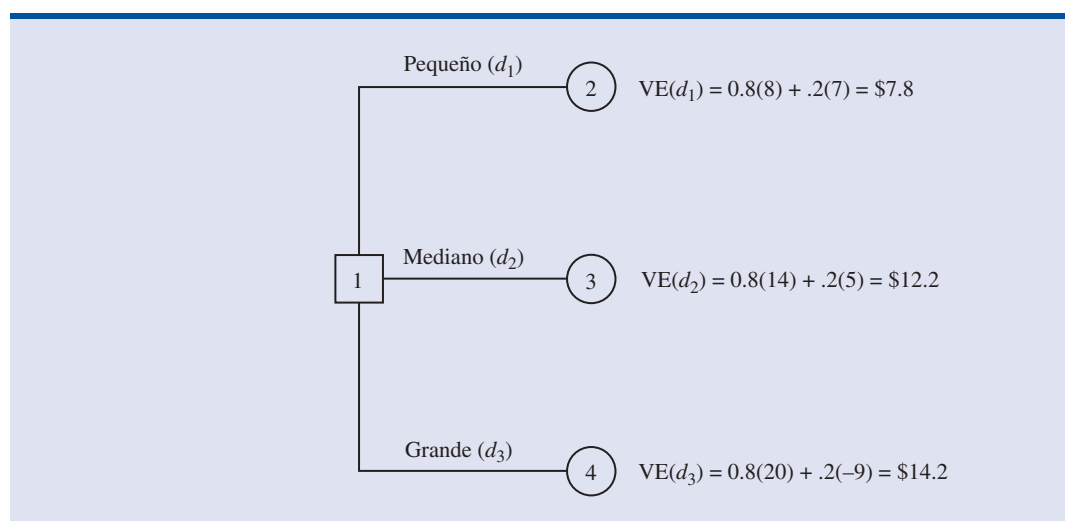 Pequeño (d₁)
2 VE(d₁) = 0.8(8) + .2(7) = $7.8
Mediano (d₂)
1 3 VE(d₂) = 0.8(14) + .2(5) = $12.2
Grande (d₃)
4 VE(d₃) = 0.8(20) + .2(–9) = $14.2